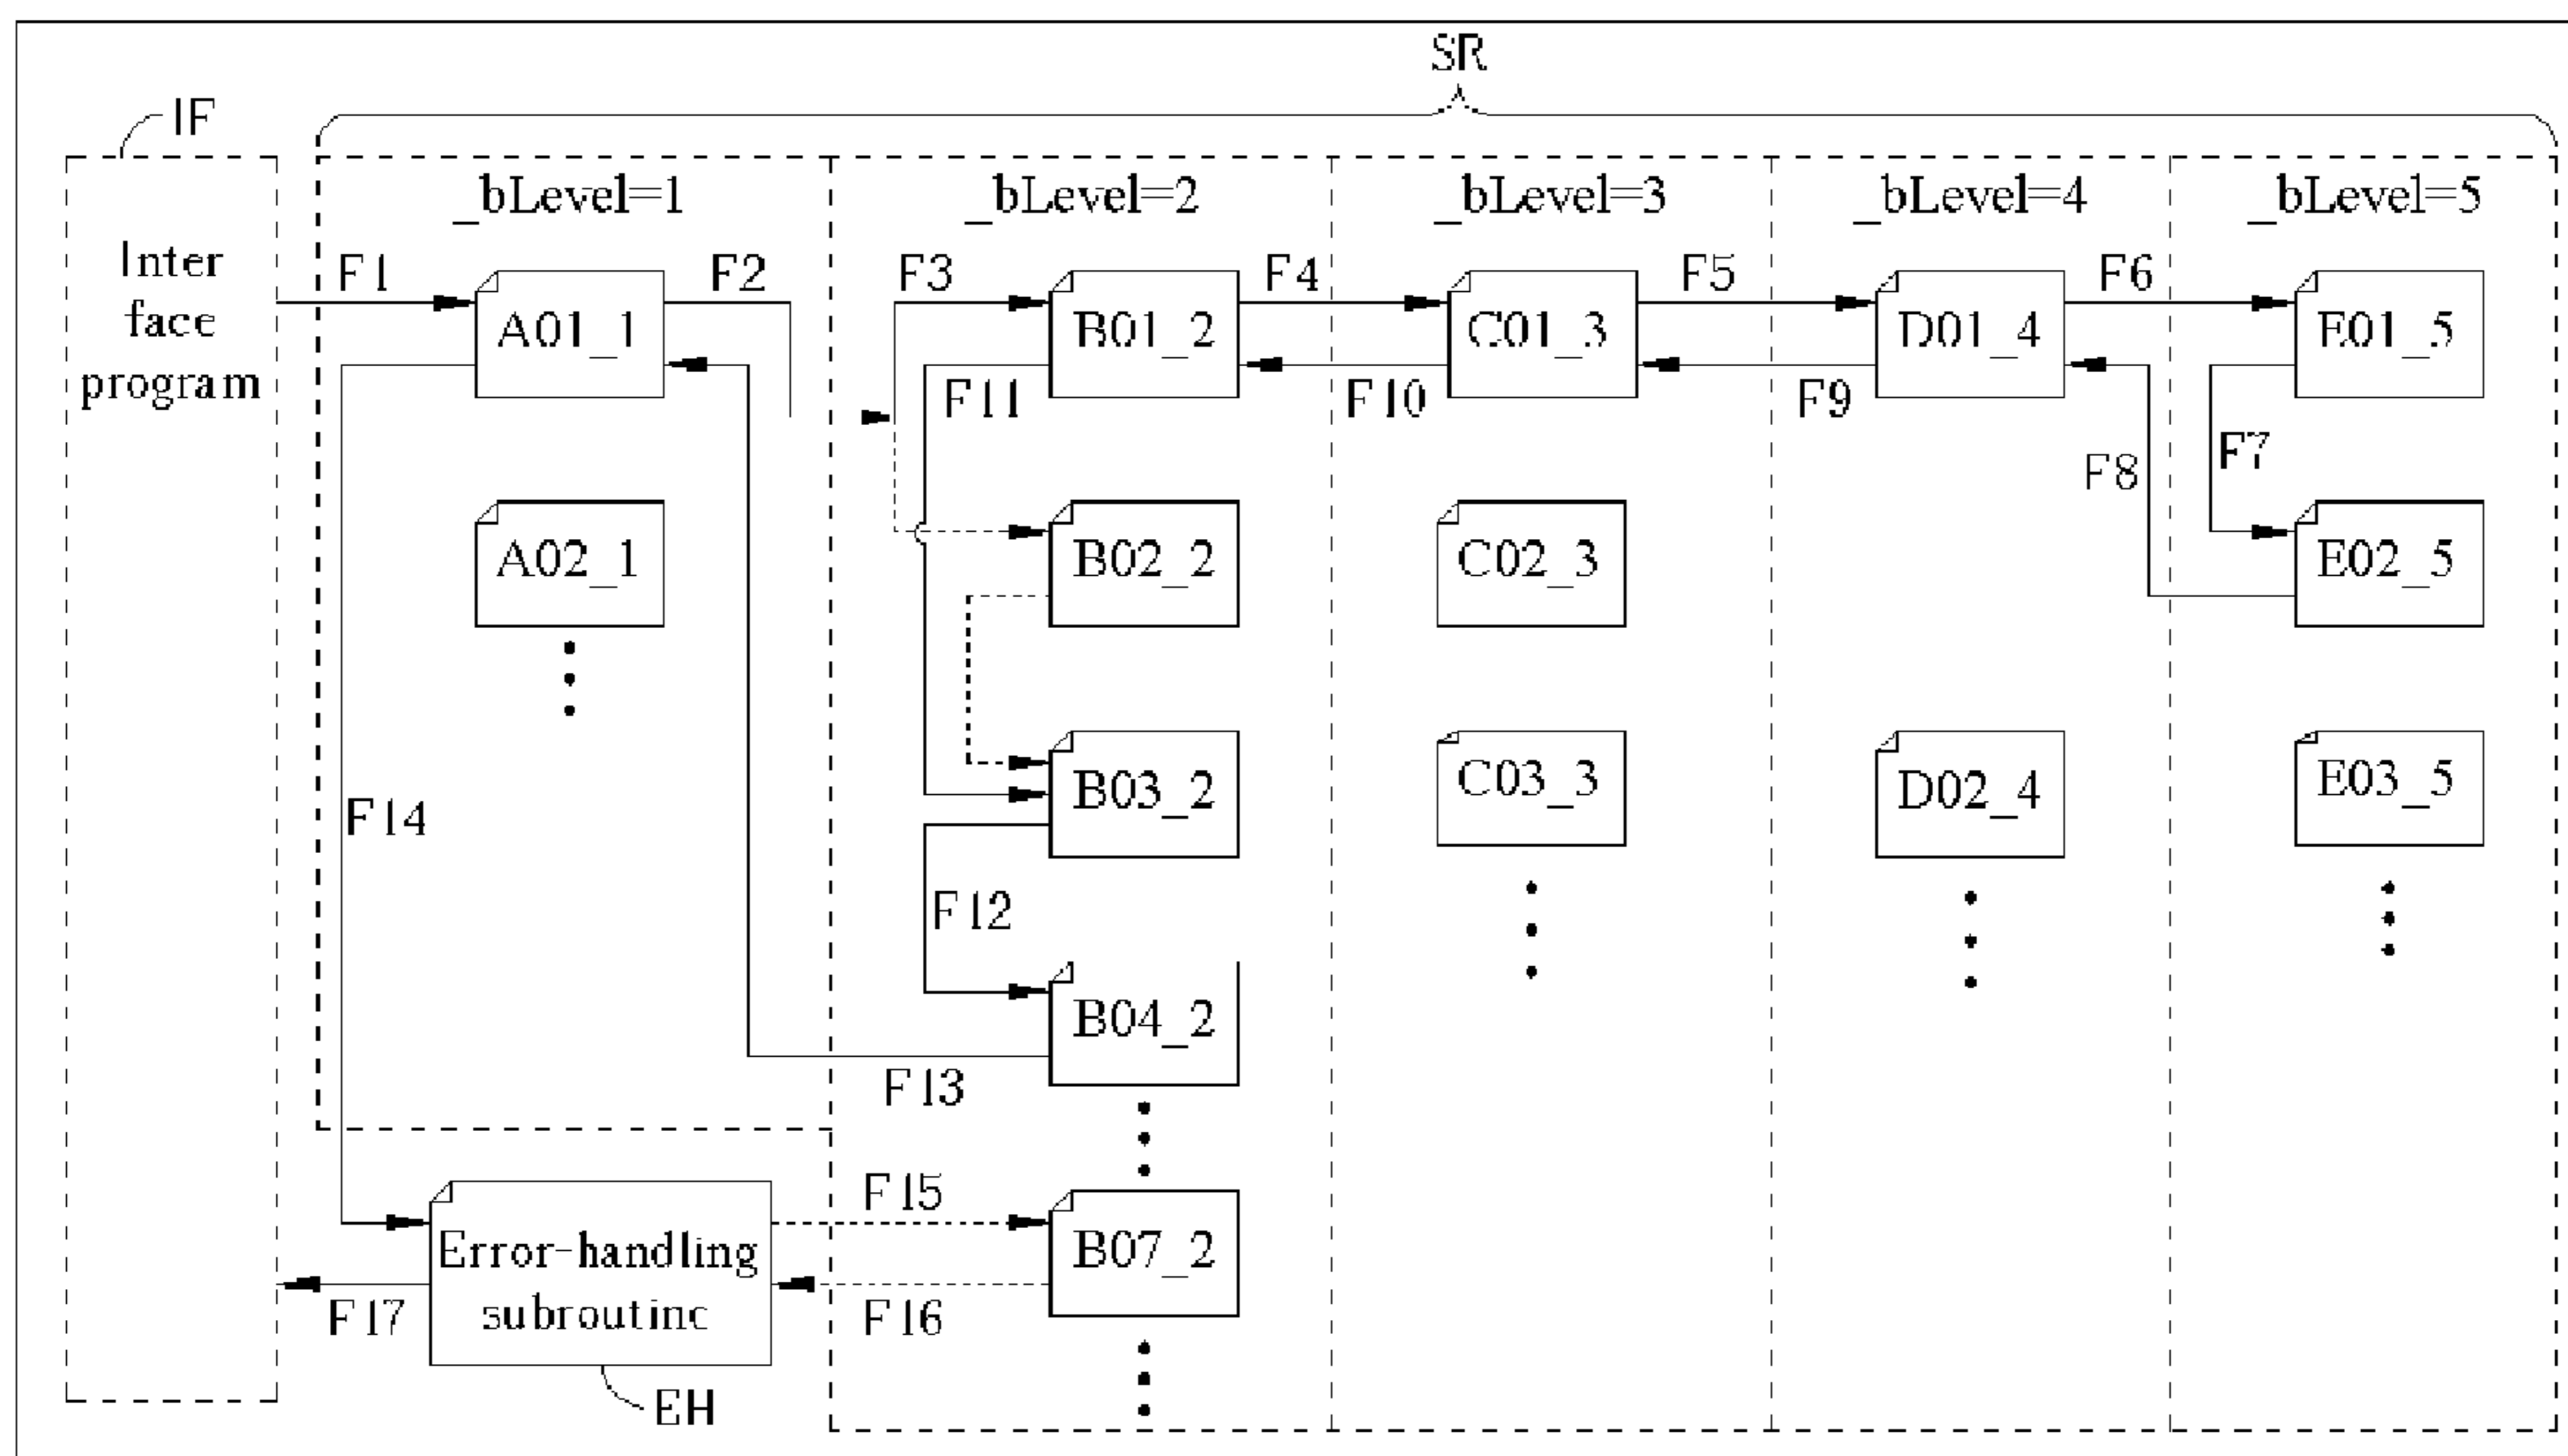 SR
IF
_bLevel=1
_bLevel=2
_bLevel=3
_bLevel=4
_bLevel=5
Inter
face
program
F1
F2
F3
F4
F5
F6
A01_1
B01_2
C01_3
D01_4
E01_5
F11
F10
F9
F8
F7
A02_1
B02_2
C02_3
E02_5
B03_2
C03_3
D02_4
E03_5
F14
F12
B04_2
F13
F15
Error-handling
subroutine
B07_2
F17
F16
EH